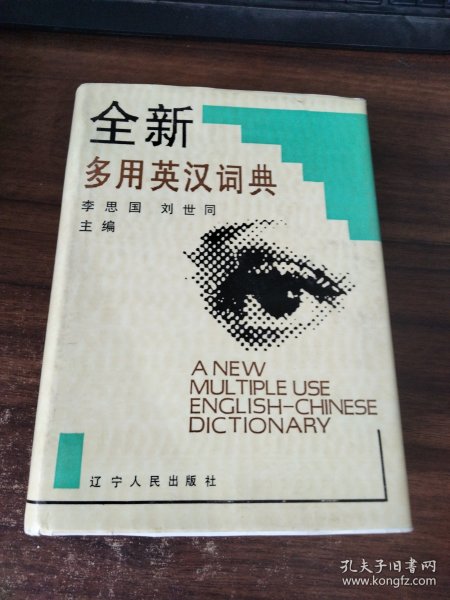 全新
多用英汉词典
李思国 刘世同
主编
A NEW
MULTIPLE USE
ENGLISH-CHINESE
DICTIONARY
辽宁人民出版社
孔夫子旧书网
www.kongfz.com